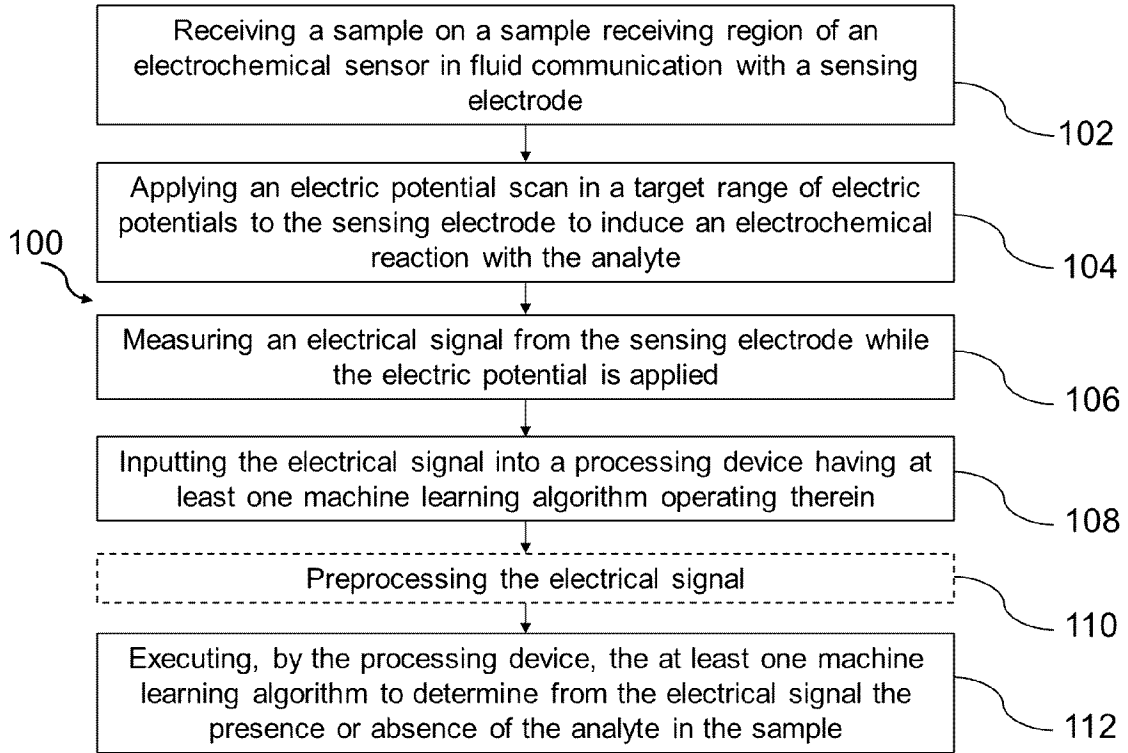 Receiving a sample on a sample receiving region of an
electrochemical sensor in fluid communication with a sensing
electrode
102
Applying an electric potential scan in a target range of electric
potentials to the sensing electrode to induce an electrochemical
reaction with the analyte
104
100
Measuring an electrical signal from the sensing electrode while
the electric potential is applied
106
Inputting the electrical signal into a processing device having at
least one machine learning algorithm operating therein
108
Preprocessing the electrical signal
110
Executing, by the processing device, the at least one machine
learning algorithm to determine from the electrical signal the
presence or absence of the analyte in the sample
112